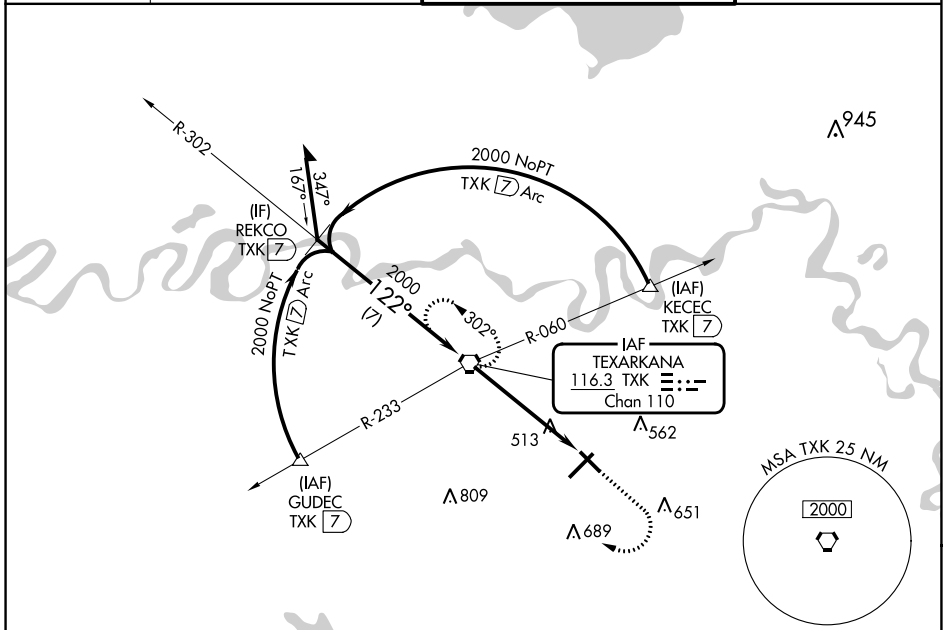 945
R-302
2000 NoPT
TXK 7 Arc
347°
167°
(IF)
REKCO
TXK 7
2000
122°
(7)
302°
R-060
(IAF)
KECEC
TXK 7
2000 NoPT
TXK 7 Arc
IAF
TEXARKANA
116.3 TXK
Chan 110
R-233
513
562
(IAF)
GUDEC
TXK 7
809
689
651
MSA TXK 25 NM
2000